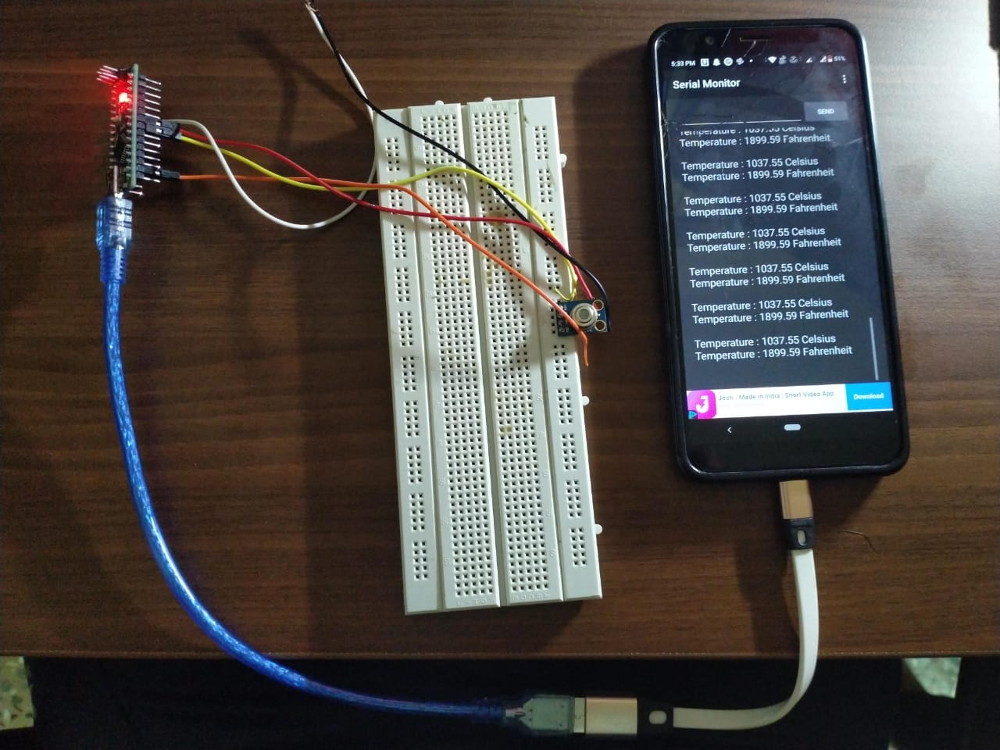 5:33 PM
51%
Serial Monitor
SEND
Temperature : 1037.55 Celsius
Temperature : 1899.59 Fahrenheit
Temperature : 1037.55 Celsius
Temperature : 1899.59 Fahrenheit
Temperature : 1037.55 Celsius
Temperature : 1899.59 Fahrenheit
Temperature : 1037.55 Celsius
Temperature : 1899.59 Fahrenheit
Temperature : 1037.55 Celsius
Temperature : 1899.59 Fahrenheit
Temperature : 1037.55 Celsius
Temperature : 1899.59 Fahrenheit
Temperature : 1037.55 Celsius
Temperature : 1899.59 Fahrenheit
Josh : Made in India : Short Video App
Download